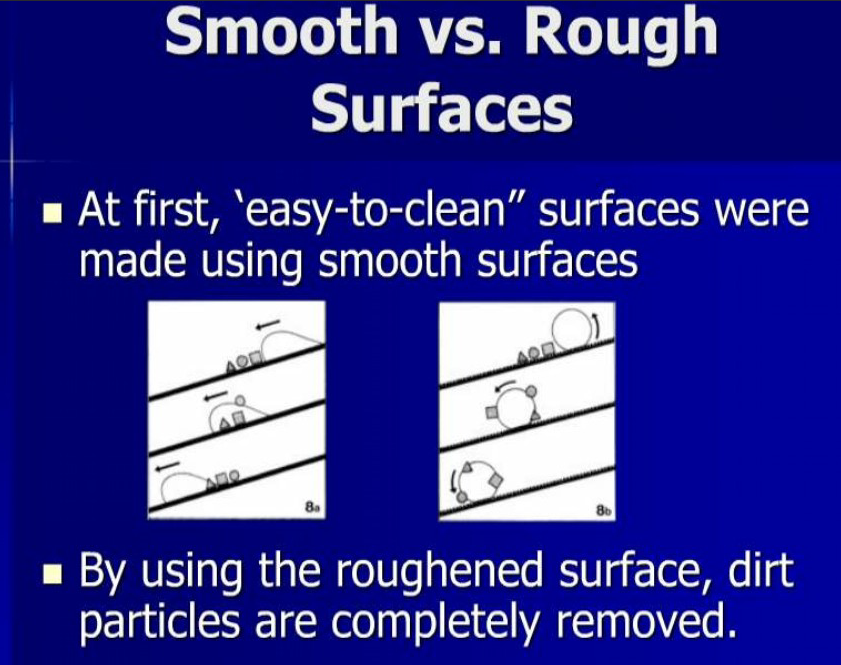 Smooth vs. Rough
Surfaces
At first, ‘easy-to-clean” surfaces were
made using smooth surfaces
8a
8b
By using the roughened surface, dirt
particles are completely removed.